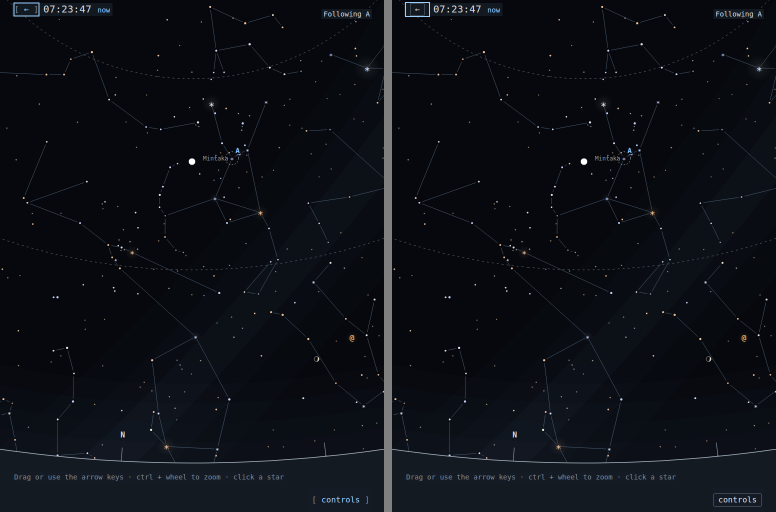 [ ← ] 07:23:47 now
Following A
A
Mintaka
@
N
Drag or use the arrow keys · ctrl + wheel to zoom · click a star
[ controls ]
← 07:23:47 now
Following A
A
Mintaka
@
N
Drag or use the arrow keys · ctrl + wheel to zoom · click a star
controls